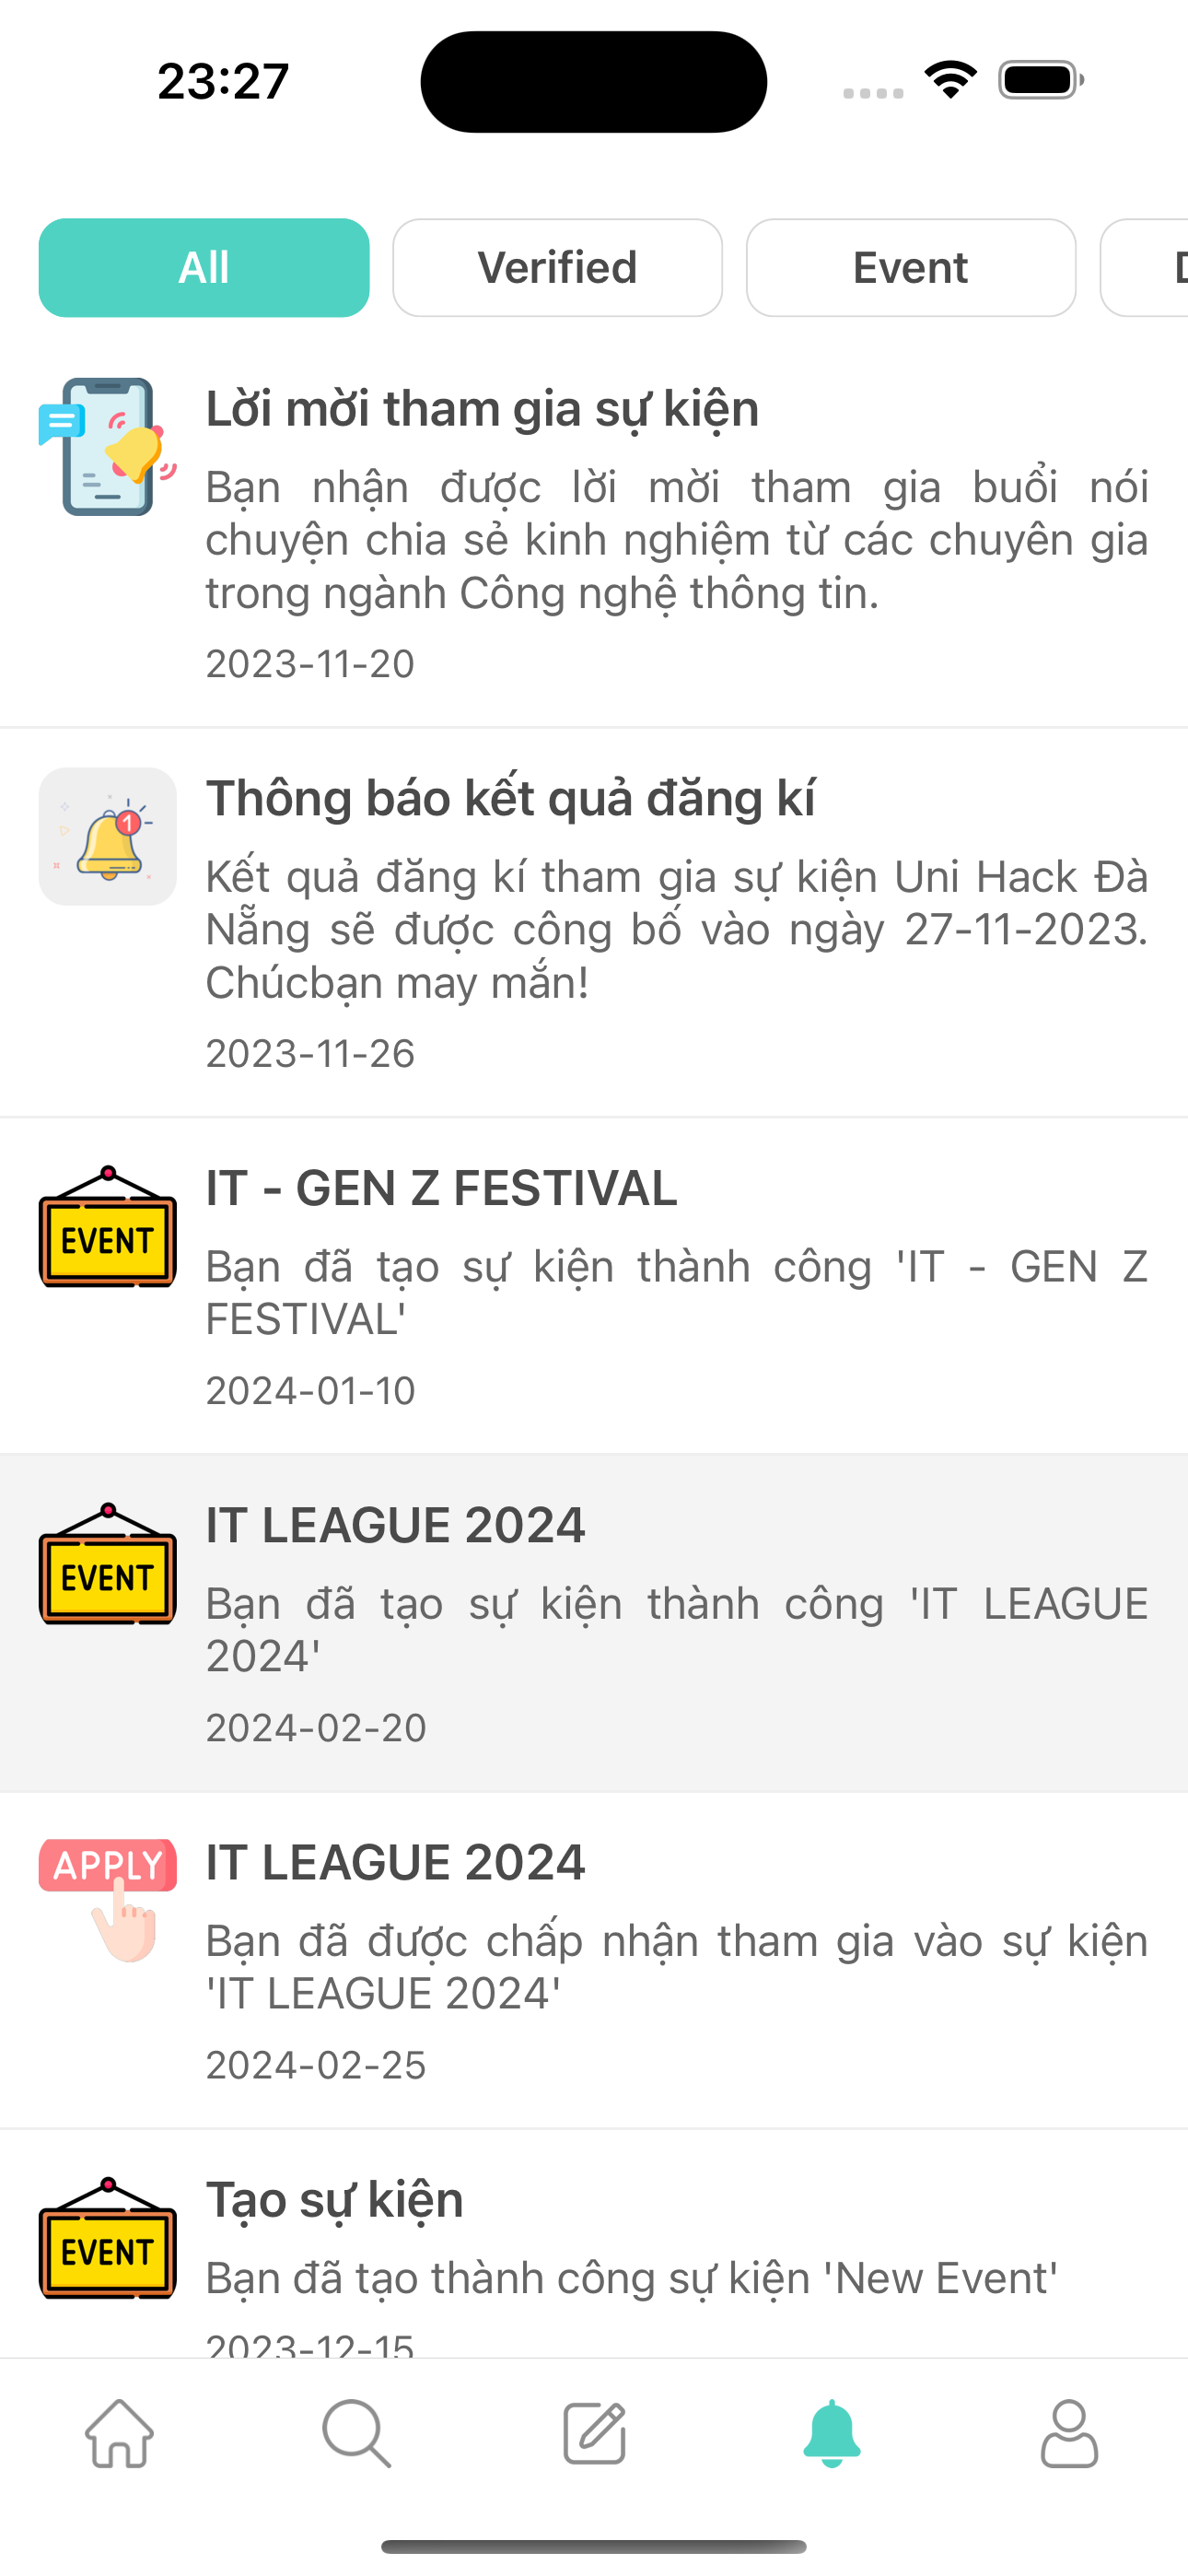 23:27
All
Verified
Event
Lời mời tham gia sự kiện
Bạn nhận được lời mời tham gia buổi nói
chuyện chia sẻ kinh nghiệm từ các chuyên gia
trong ngành Công nghệ thông tin.
2023-11-20
1
Thông báo kết quả đăng kí
Kết quả đăng kí tham gia sự kiện Uni Hack Đà
Nẵng sẽ được công bố vào ngày 27-11-2023.
Chúcbạn may mắn!
2023-11-26
EVENT
IT - GEN Z FESTIVAL
Bạn đã tạo sự kiện thành công 'IT - GEN Z
FESTIVAL'
2024-01-10
EVENT
IT LEAGUE 2024
Bạn đã tạo sự kiện thành công 'IT LEAGUE
2024'
2024-02-20
APPLY
IT LEAGUE 2024
Bạn đã được chấp nhận tham gia vào sự kiện
'IT LEAGUE 2024'
2024-02-25
EVENT
Tạo sự kiện
Bạn đã tạo thành công sự kiện 'New Event'
2023-12-15